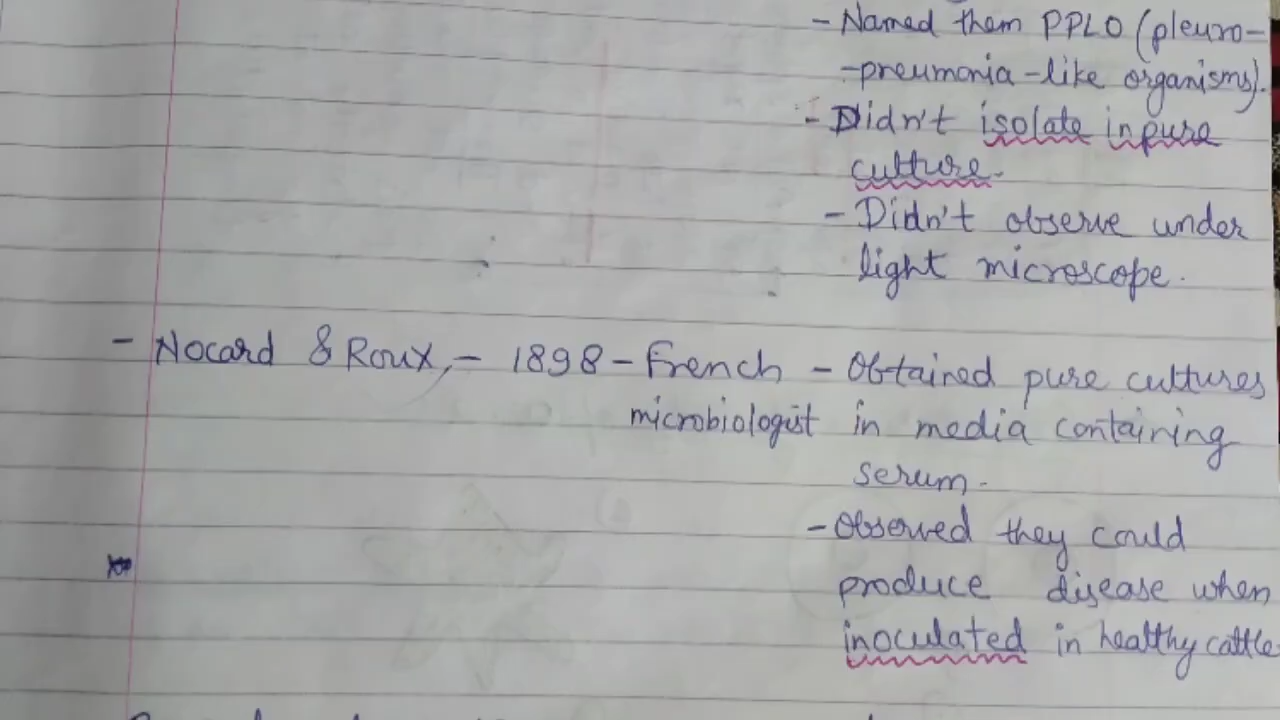 - Named them PPLO (pleuro-
-pneumonia-like organisms).
- Didn't isolate in pure
culture.
- Didn't observe under
light microscope.
- Nocard & Roux, - 1898 - French - Obtained pure cultures
microbiologist in media containing
serum.
- Observed they could
produce disease when
inoculated in healthy cattle